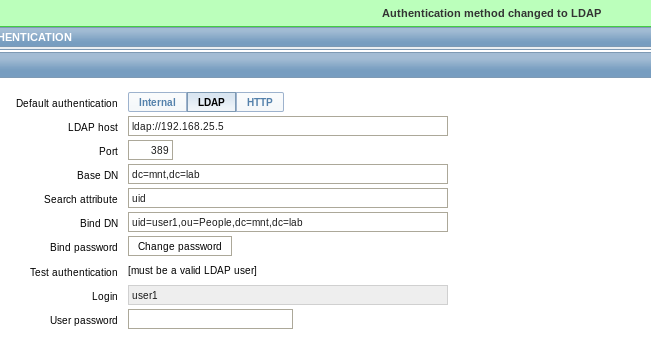 Authentication method changed to LDAP
HENTICATION
Default authentication Internal LDAP HTTP
LDAP host ldap://192.168.25.5
Port 389
Base DN dc=mnt,dc=lab
Search attribute uid
Bind DN uid=user1,ou=People,dc=mnt,dc=lab
Bind password Change password
Test authentication [must be a valid LDAP user]
Login user1
User password